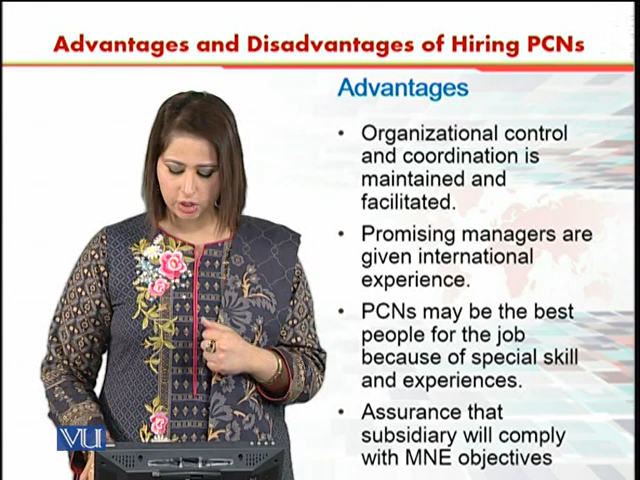 Advantages and Disadvantages of Hiring PCNs
Advantages
• Organizational control
and coordination is
maintained and
facilitated.
• Promising managers are
given international
experience.
• PCNs may be the best
people for the job
because of special skill
and experiences.
• Assurance that
subsidiary will comply
with MNE objectives
VU